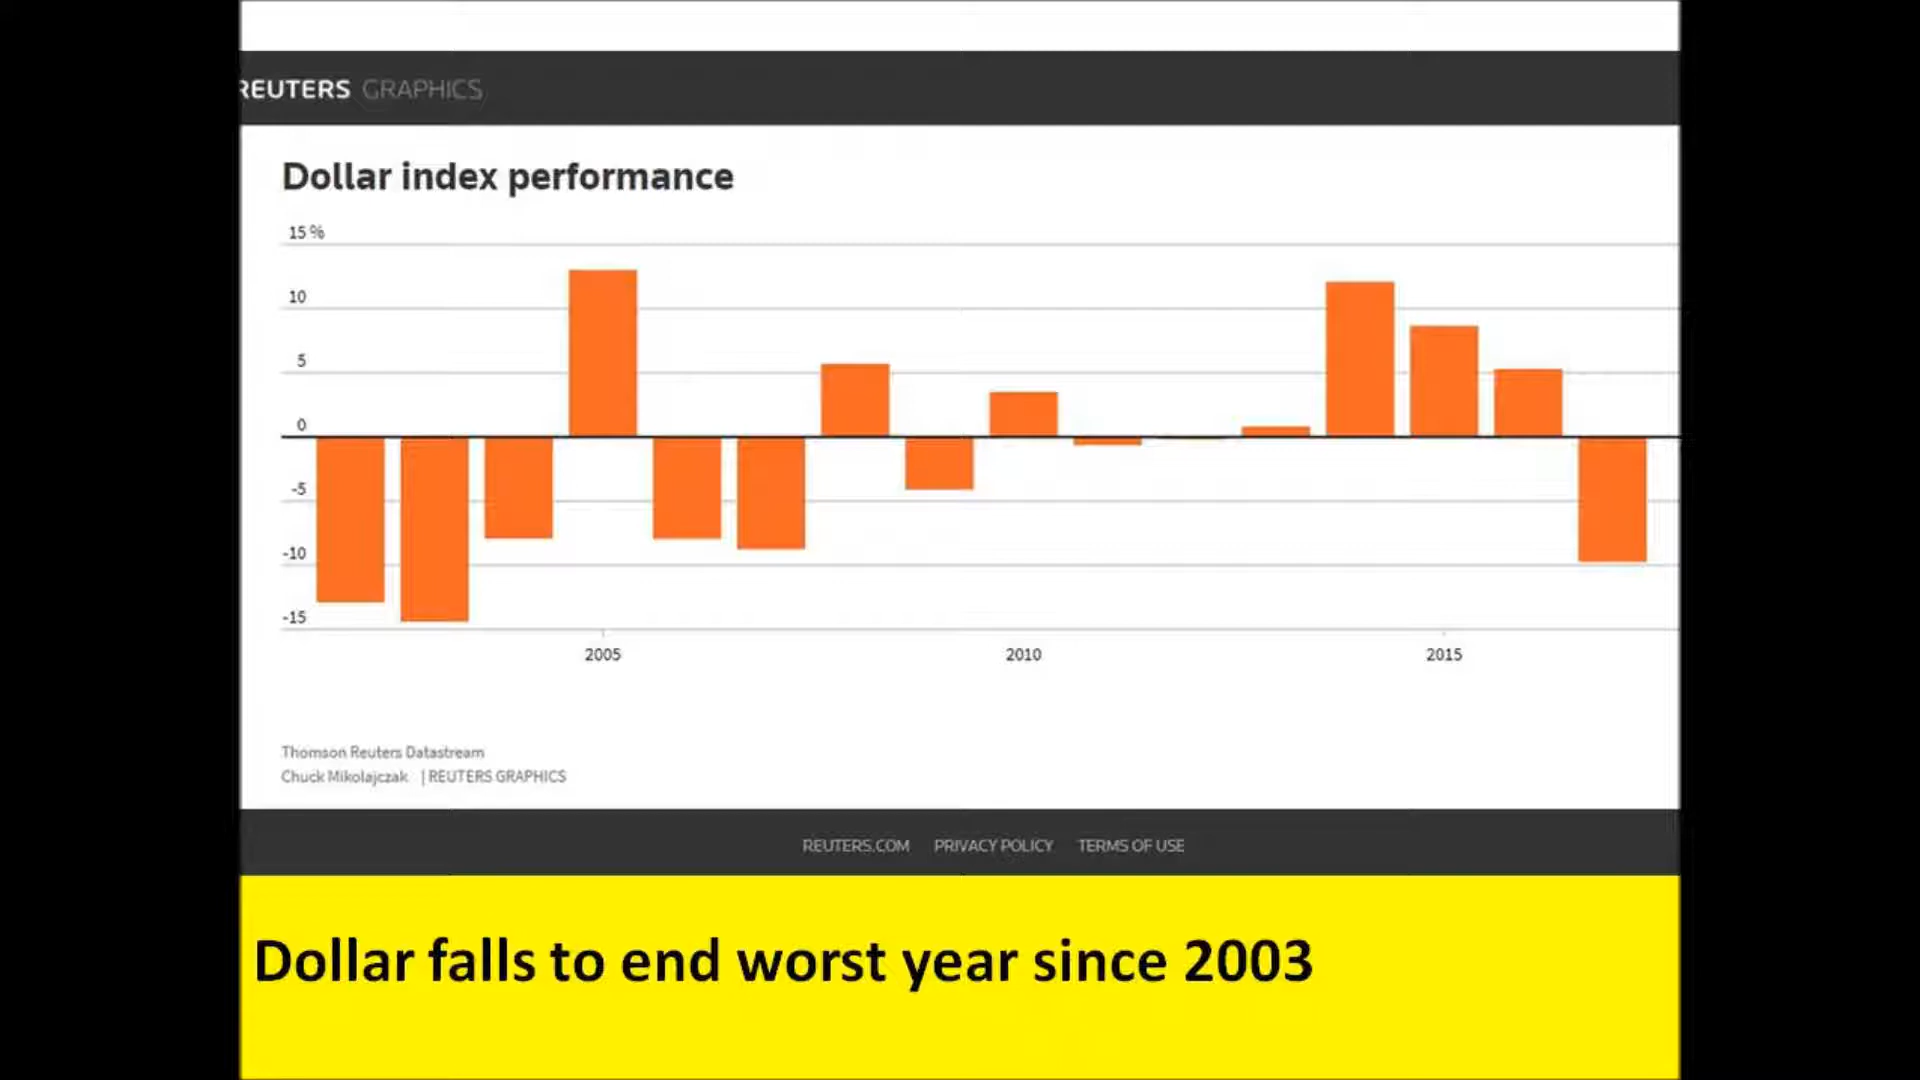 REUTERS GRAPHICS
Dollar index performance
15 %
10
5
0
-5
-10
-15
2005 2010 2015
Thomson Reuters Datastream
Chuck Mikolajczak | REUTERS GRAPHICS
REUTERS.COM PRIVACY POLICY TERMS OF USE
Dollar falls to end worst year since 2003